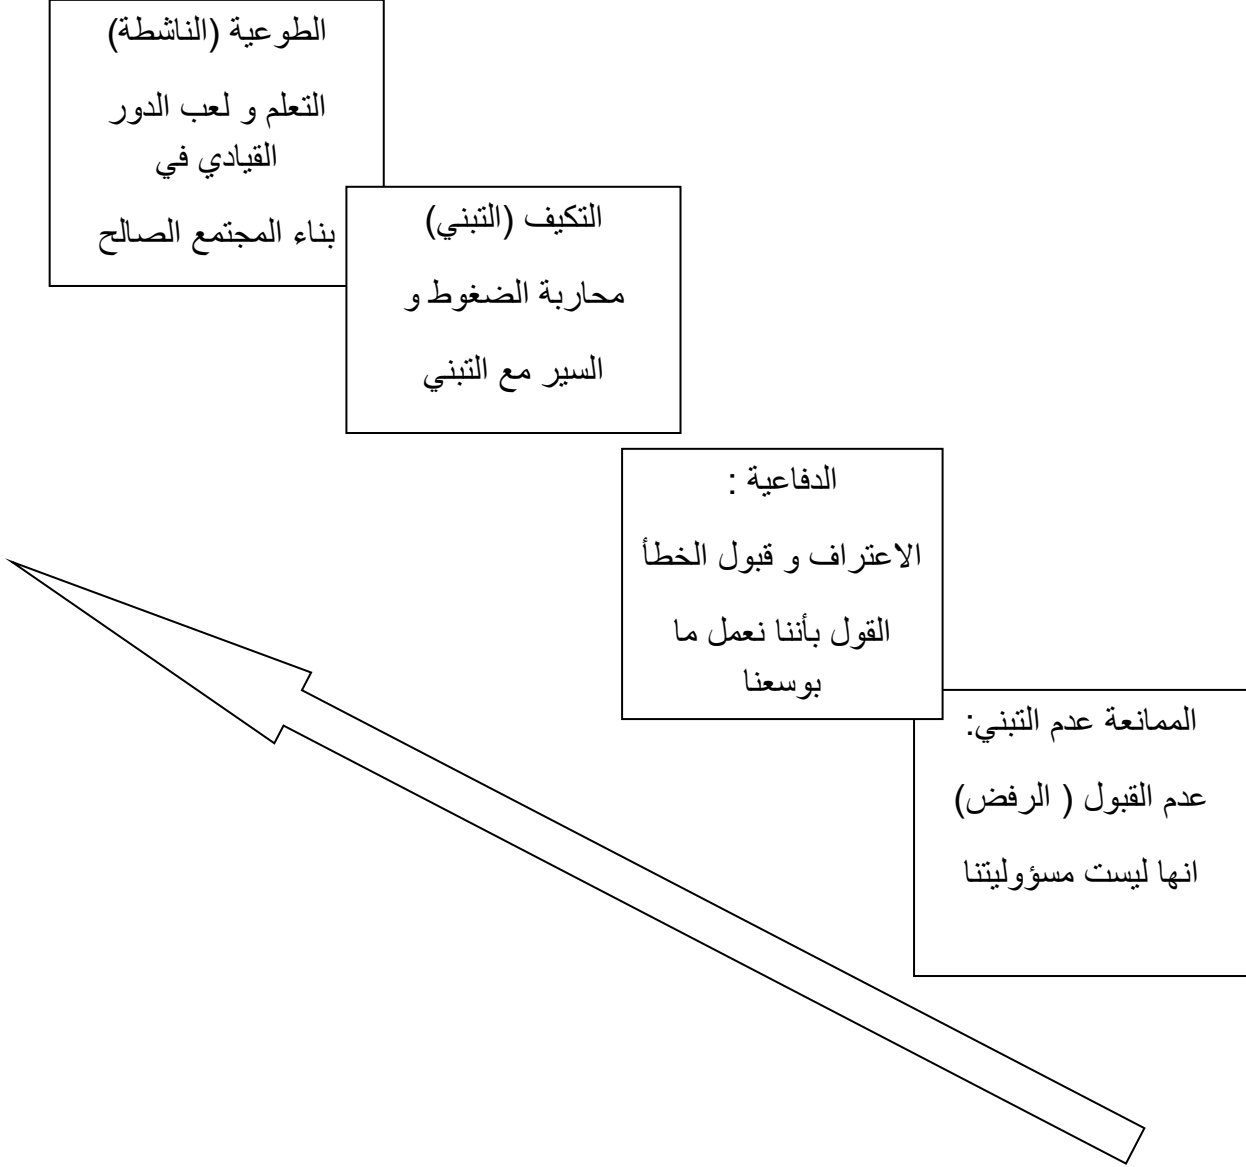 الطوعية (الناشطة)
التعلم و لعب الدور
القيادي في
بناء المجتمع الصالح
التكيف (التبني)
محاربة الضغوط و
السير مع التبني
الدفاعية :
الاعتراف و قبول الخطأ
القول بأننا نعمل ما
بوسعنا
الممانعة عدم التبني:
عدم القبول ( الرفض)
انها ليست مسؤوليتنا